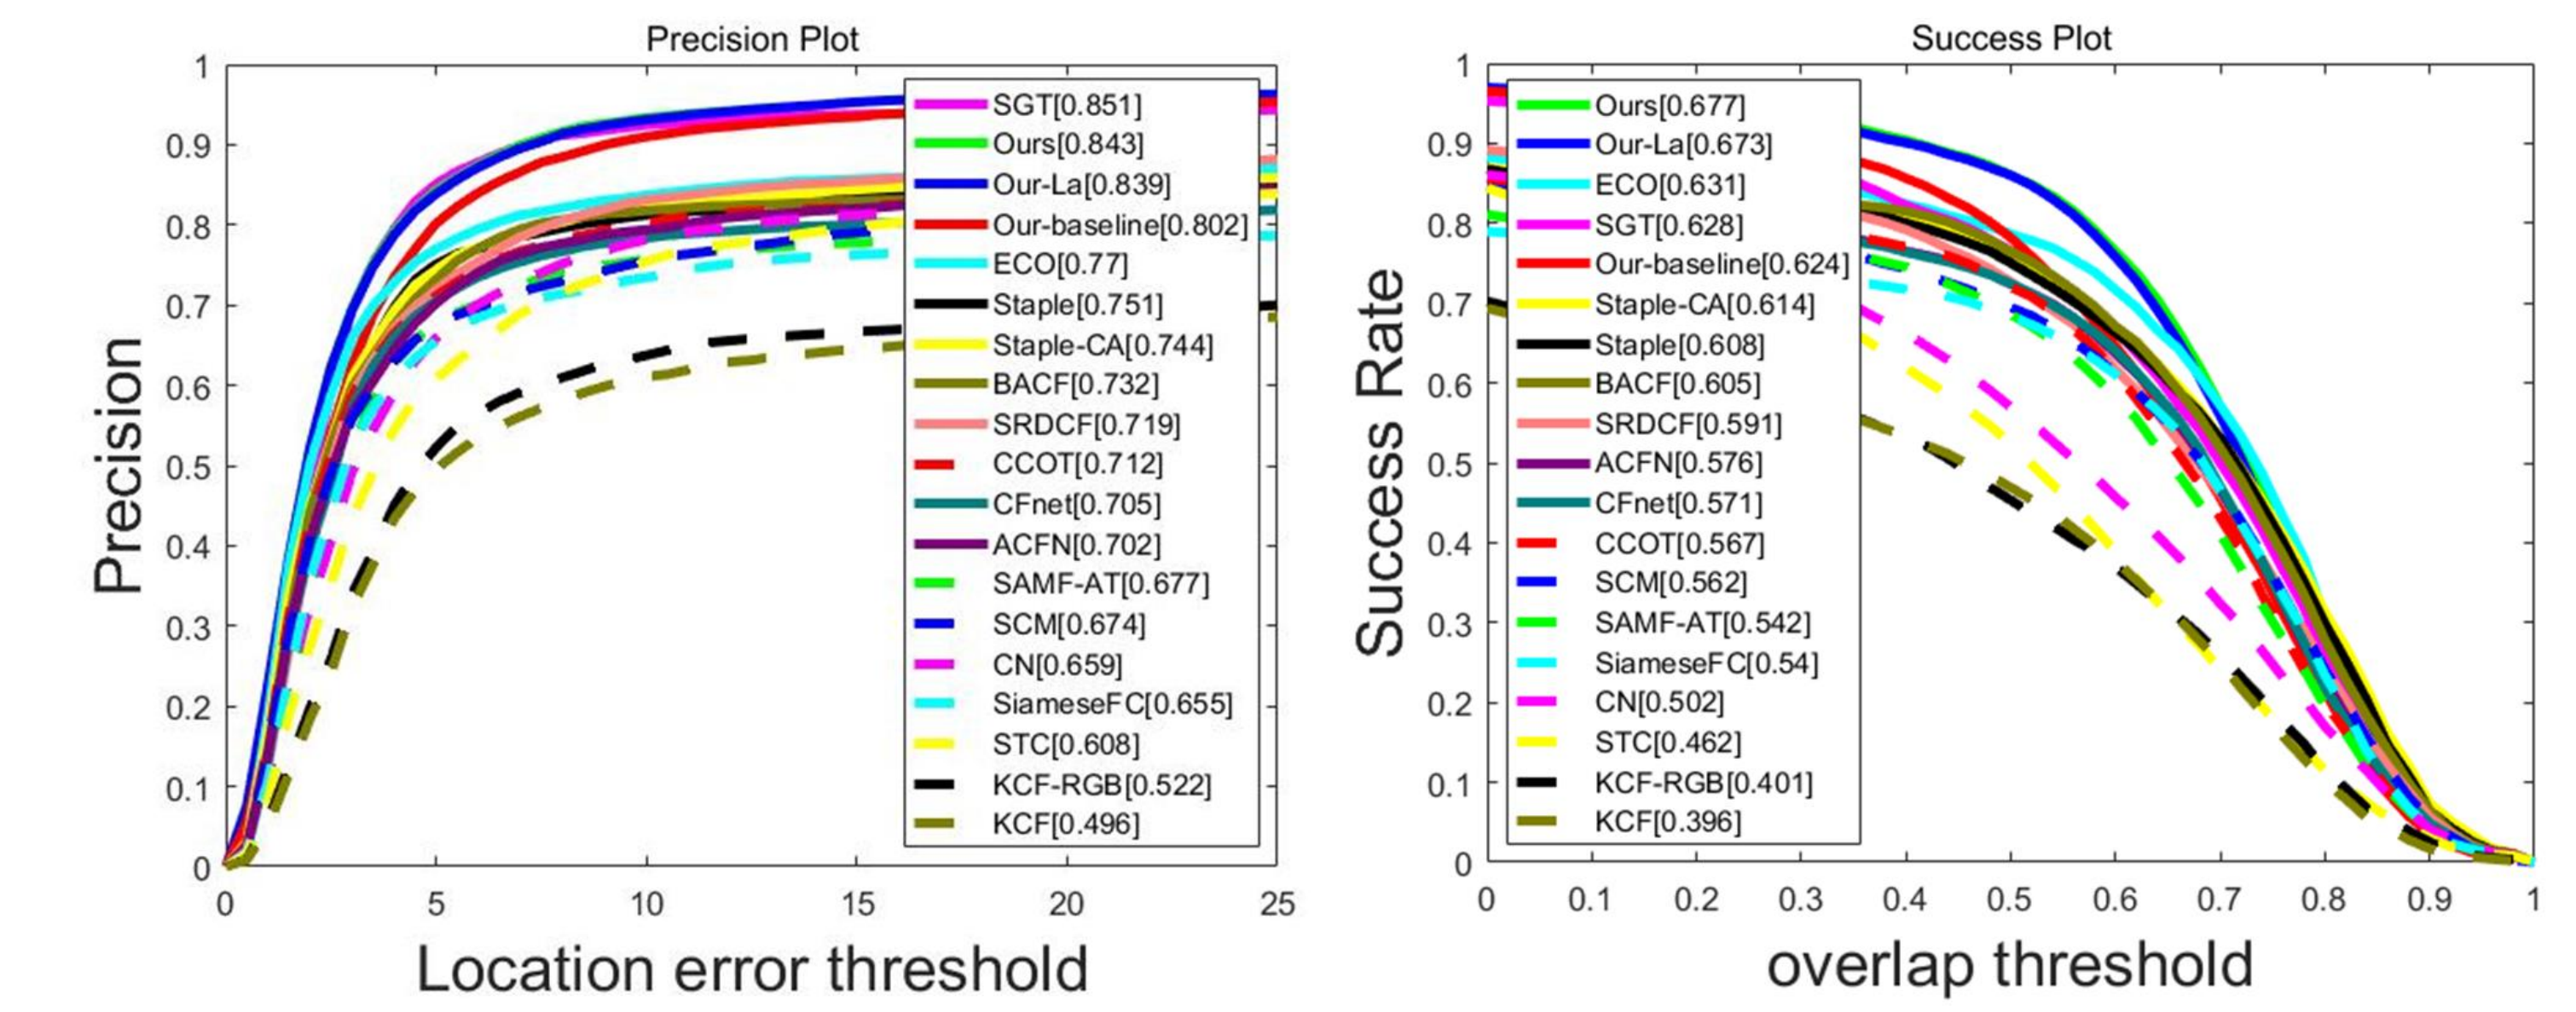 Precision Plot
1
0.9
0.8
0.7
0.6
0.5
0.4
0.3
0.2
0.1
0
Precision
SGT[0.851]
Ours[0.843]
Our-La[0.839]
Our-baseline[0.802]
ECO[0.77]
Staple[0.751]
Staple-CA[0.744]
BACF[0.732]
SRDCF[0.719]
CCOT[0.712]
CFnet[0.705]
ACFN[0.702]
SAMF-AT[0.677]
SCM[0.674]
CN[0.659]
SiameseFC[0.655]
STC[0.608]
KCF-RGB[0.522]
KCF[0.496]
0 5 10 15 20 25
Location error threshold
Success Plot
1
0.9
0.8
0.7
0.6
0.5
0.4
0.3
0.2
0.1
0
Success Rate
Ours[0.677]
Our-La[0.673]
ECO[0.631]
SGT[0.628]
Our-baseline[0.624]
Staple-CA[0.614]
Staple[0.608]
BACF[0.605]
SRDCF[0.591]
ACFN[0.576]
CFnet[0.571]
CCOT[0.567]
SCM[0.562]
SAMF-AT[0.542]
SiameseFC[0.54]
CN[0.502]
STC[0.462]
KCF-RGB[0.401]
KCF[0.396]
0 0.1 0.2 0.3 0.4 0.5 0.6 0.7 0.8 0.9 1
overlap threshold